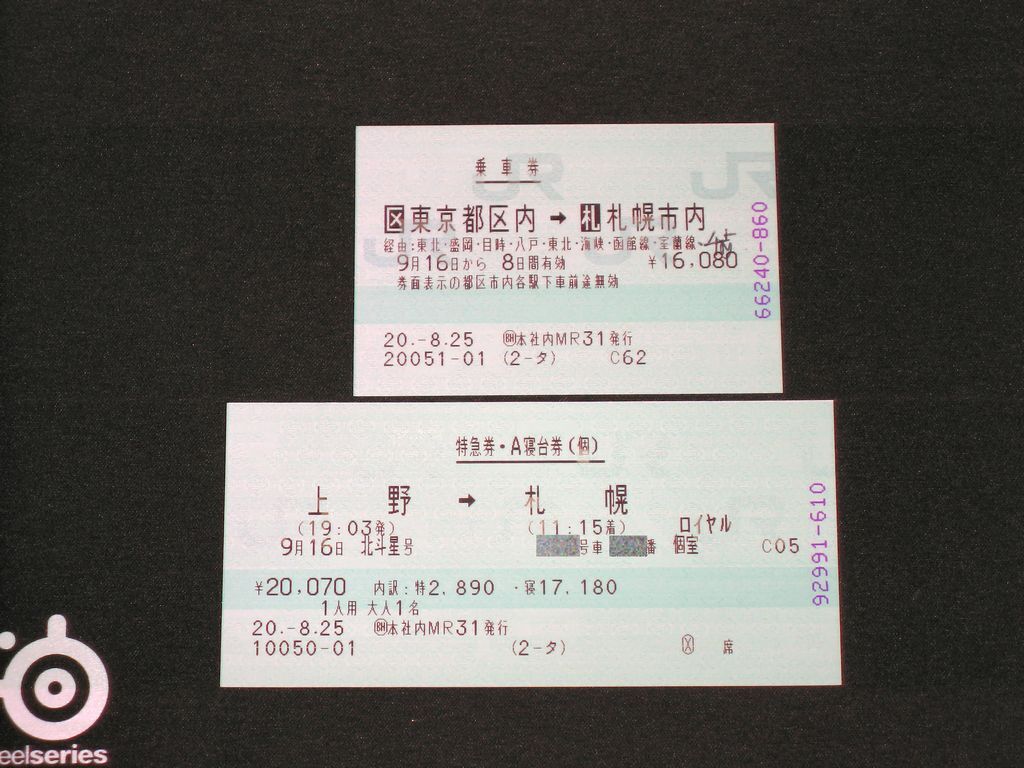 乗車券
区東京都区内 → 札札幌市内
経由:東北・盛岡・目時・八戸・東北・海峡・函館線・室蘭線・
9月16日から 8日間有効 ¥16,080
券面表示の都区市内各駅下車前途無効
20.-8.25 BH本社内MR31発行
20051-01 (2-タ) C62
66240-860
特急券・A寝台券(個)
上野 → 札幌
(19:03発) (11:15着) ロイヤル
9月16日 北斗星号 号車 番 個室 C05
¥20,070 内訳:特2,890 ・寝17,180
1人用 大人1名
20.-8.25 BH本社内MR31発行
10050-01 (2-タ) 席
92991-610
eelseries